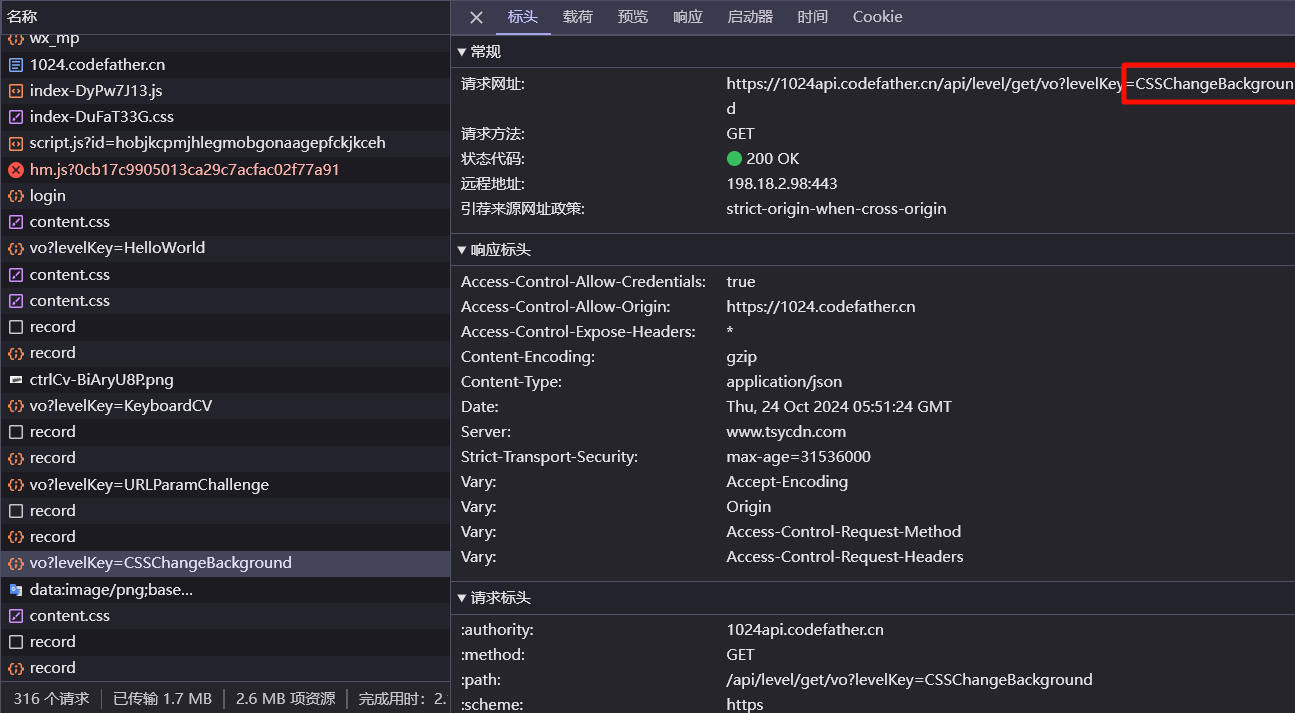 名称
wx_mp
1024.codefather.cn
index-DyPw7J13.js
index-DuFaT33G.css
script.js?id=hobjkcpmjhlegmobgonaagepfckjkceh
hm.js?0cb17c9905013ca29c7acfac02f77a91
login
content.css
vo?levelKey=HelloWorld
content.css
content.css
record
record
ctrlCv-BiAryU8P.png
vo?levelKey=KeyboardCV
record
record
vo?levelKey=URLParamChallenge
record
record
vo?levelKey=CSSChangeBackground
data:image/png;base...
content.css
record
record
316 个请求 已传输 1.7 MB 2.6 MB 项资源 完成用时：2.
标头 载荷 预览 响应 启动器 时间 Cookie
常规
请求网址: https://1024api.codefather.cn/api/level/get/vo?levelKey=CSSChangeBackgroun
d
请求方法: GET
状态代码: 200 OK
远程地址: 198.18.2.98:443
引荐来源网址政策: strict-origin-when-cross-origin
响应标头
Access-Control-Allow-Credentials: true
Access-Control-Allow-Origin: https://1024.codefather.cn
Access-Control-Expose-Headers: *
Content-Encoding: gzip
Content-Type: application/json
Date: Thu, 24 Oct 2024 05:51:24 GMT
Server: www.tsycdn.com
Strict-Transport-Security: max-age=31536000
Vary: Accept-Encoding
Vary: Origin
Vary: Access-Control-Request-Method
Vary: Access-Control-Request-Headers
请求标头
:authority: 1024api.codefather.cn
:method: GET
:path: /api/level/get/vo?levelKey=CSSChangeBackground
:scheme: https